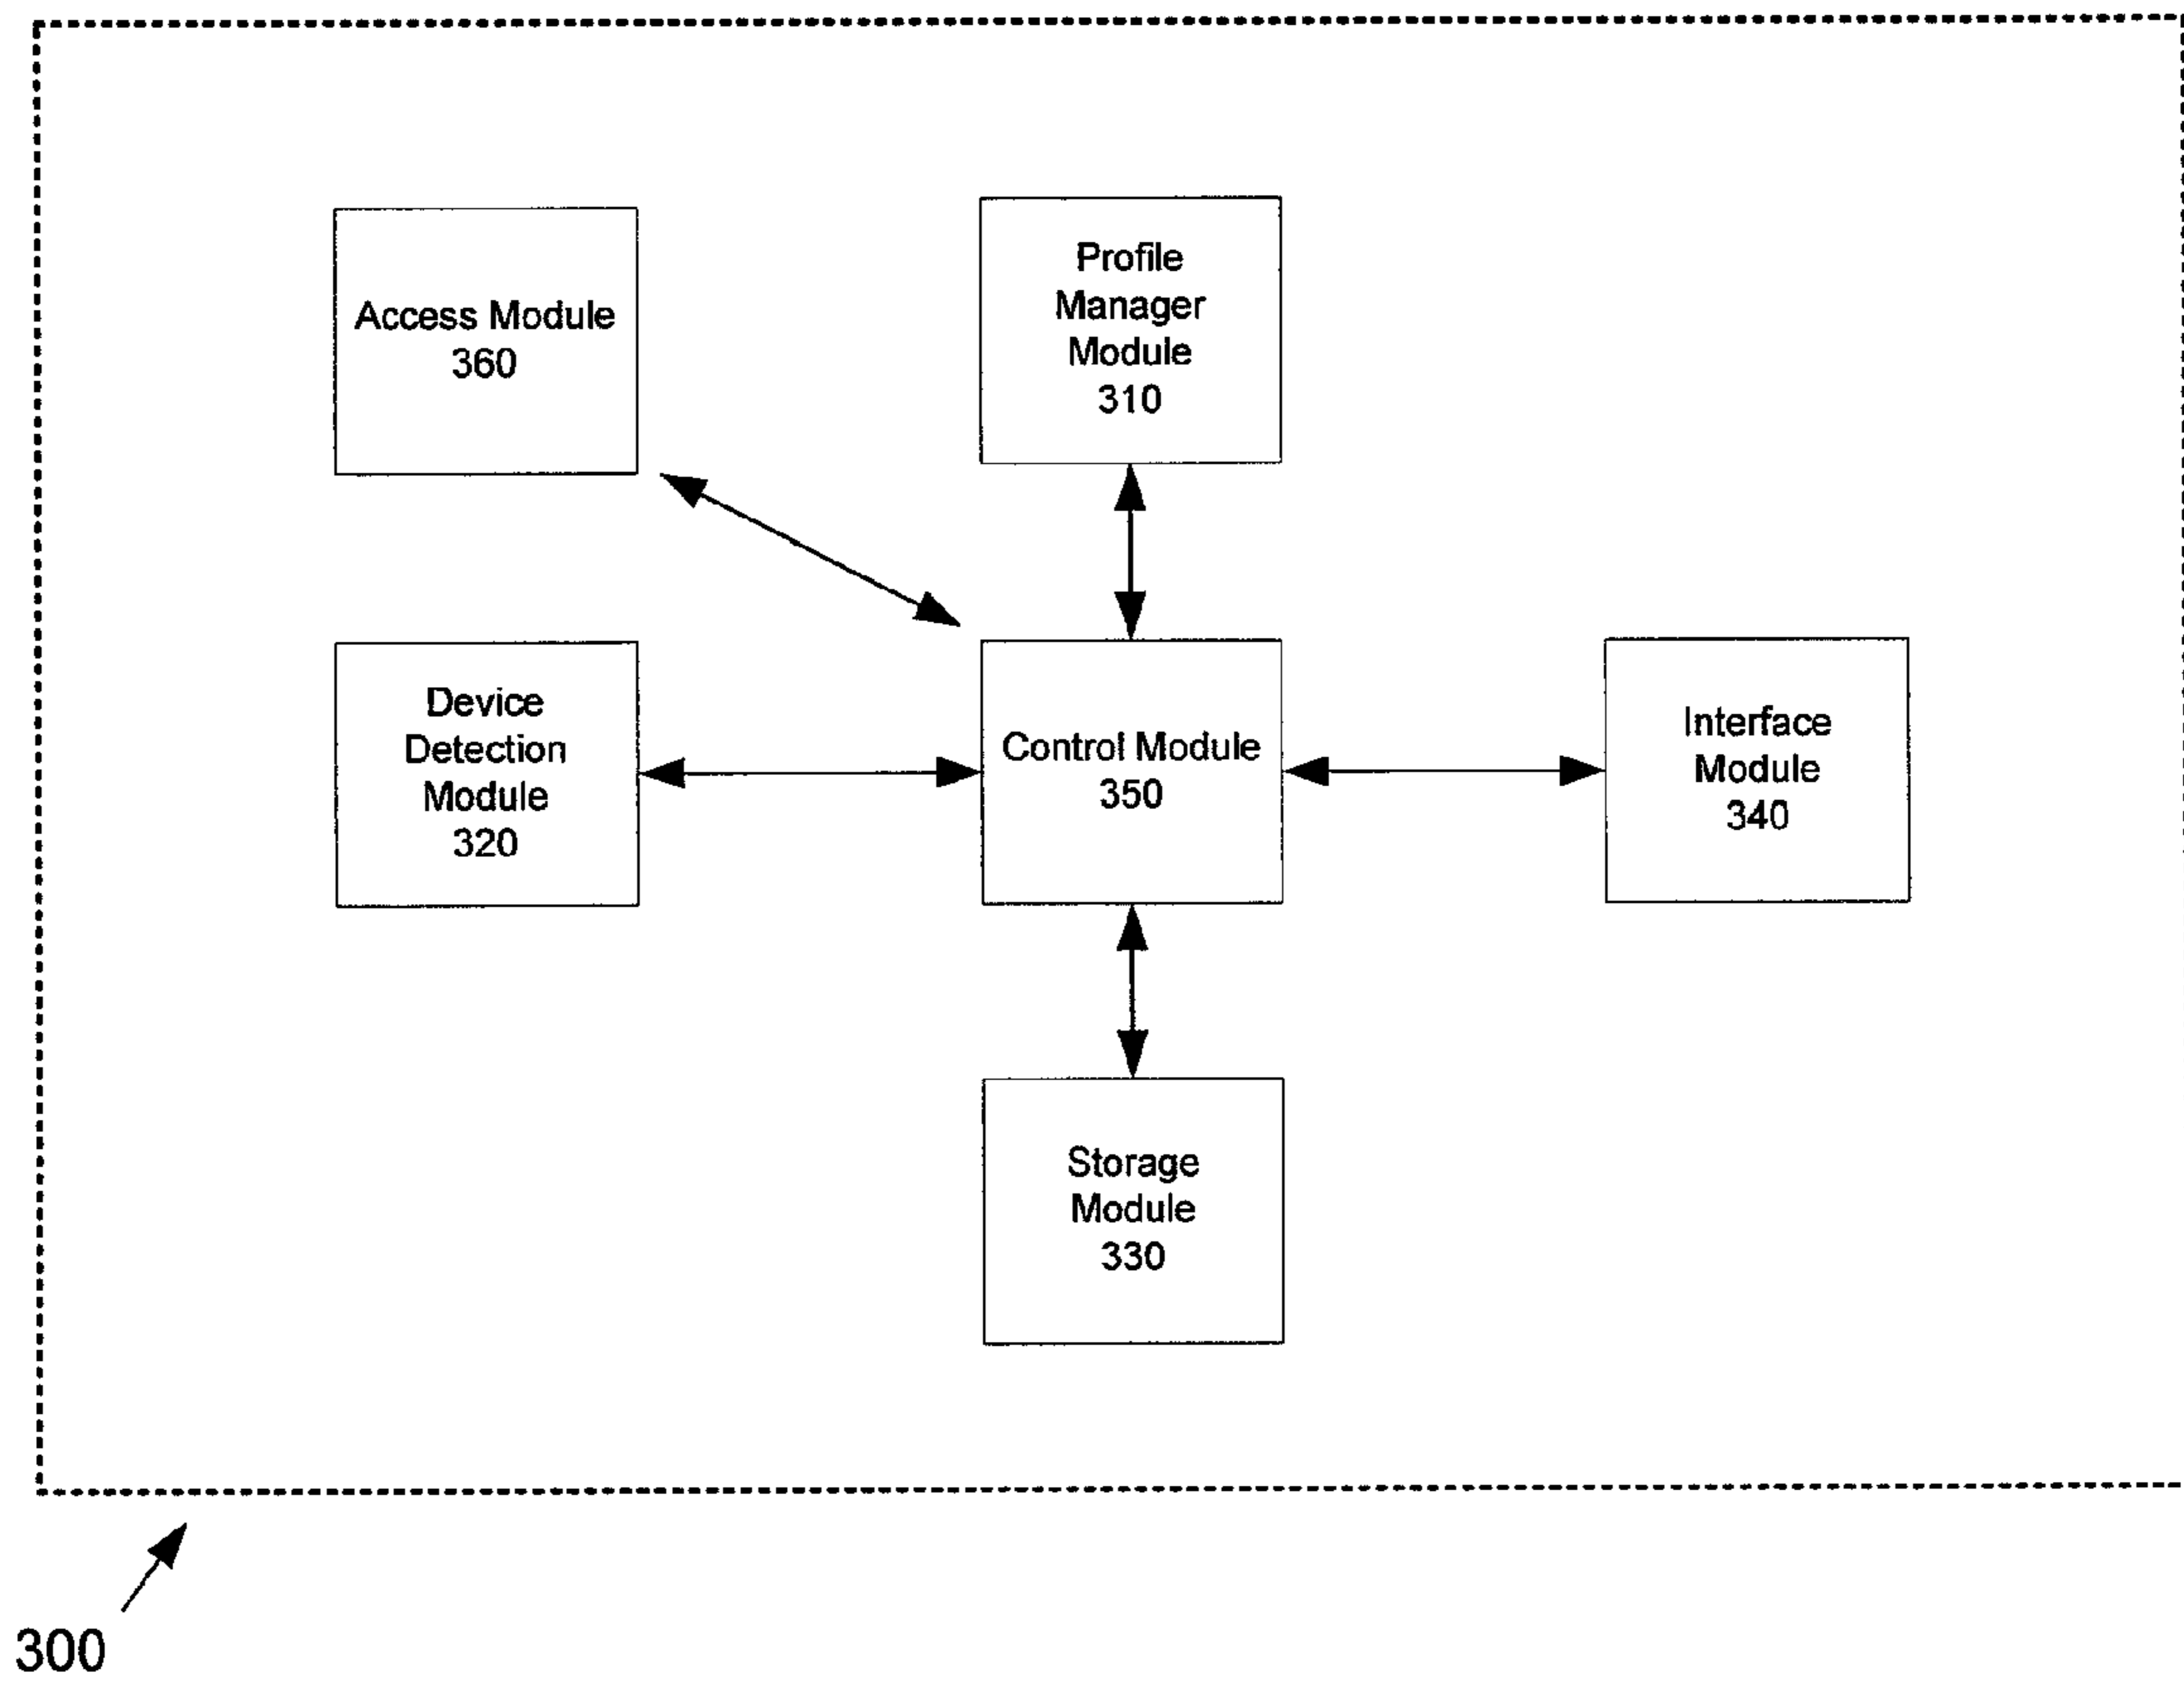 Access Module
360
Profile
Manager
Module
310
Device
Detection
Module
320
Control Module
350
Interface
Module
340
Storage
Module
330
300